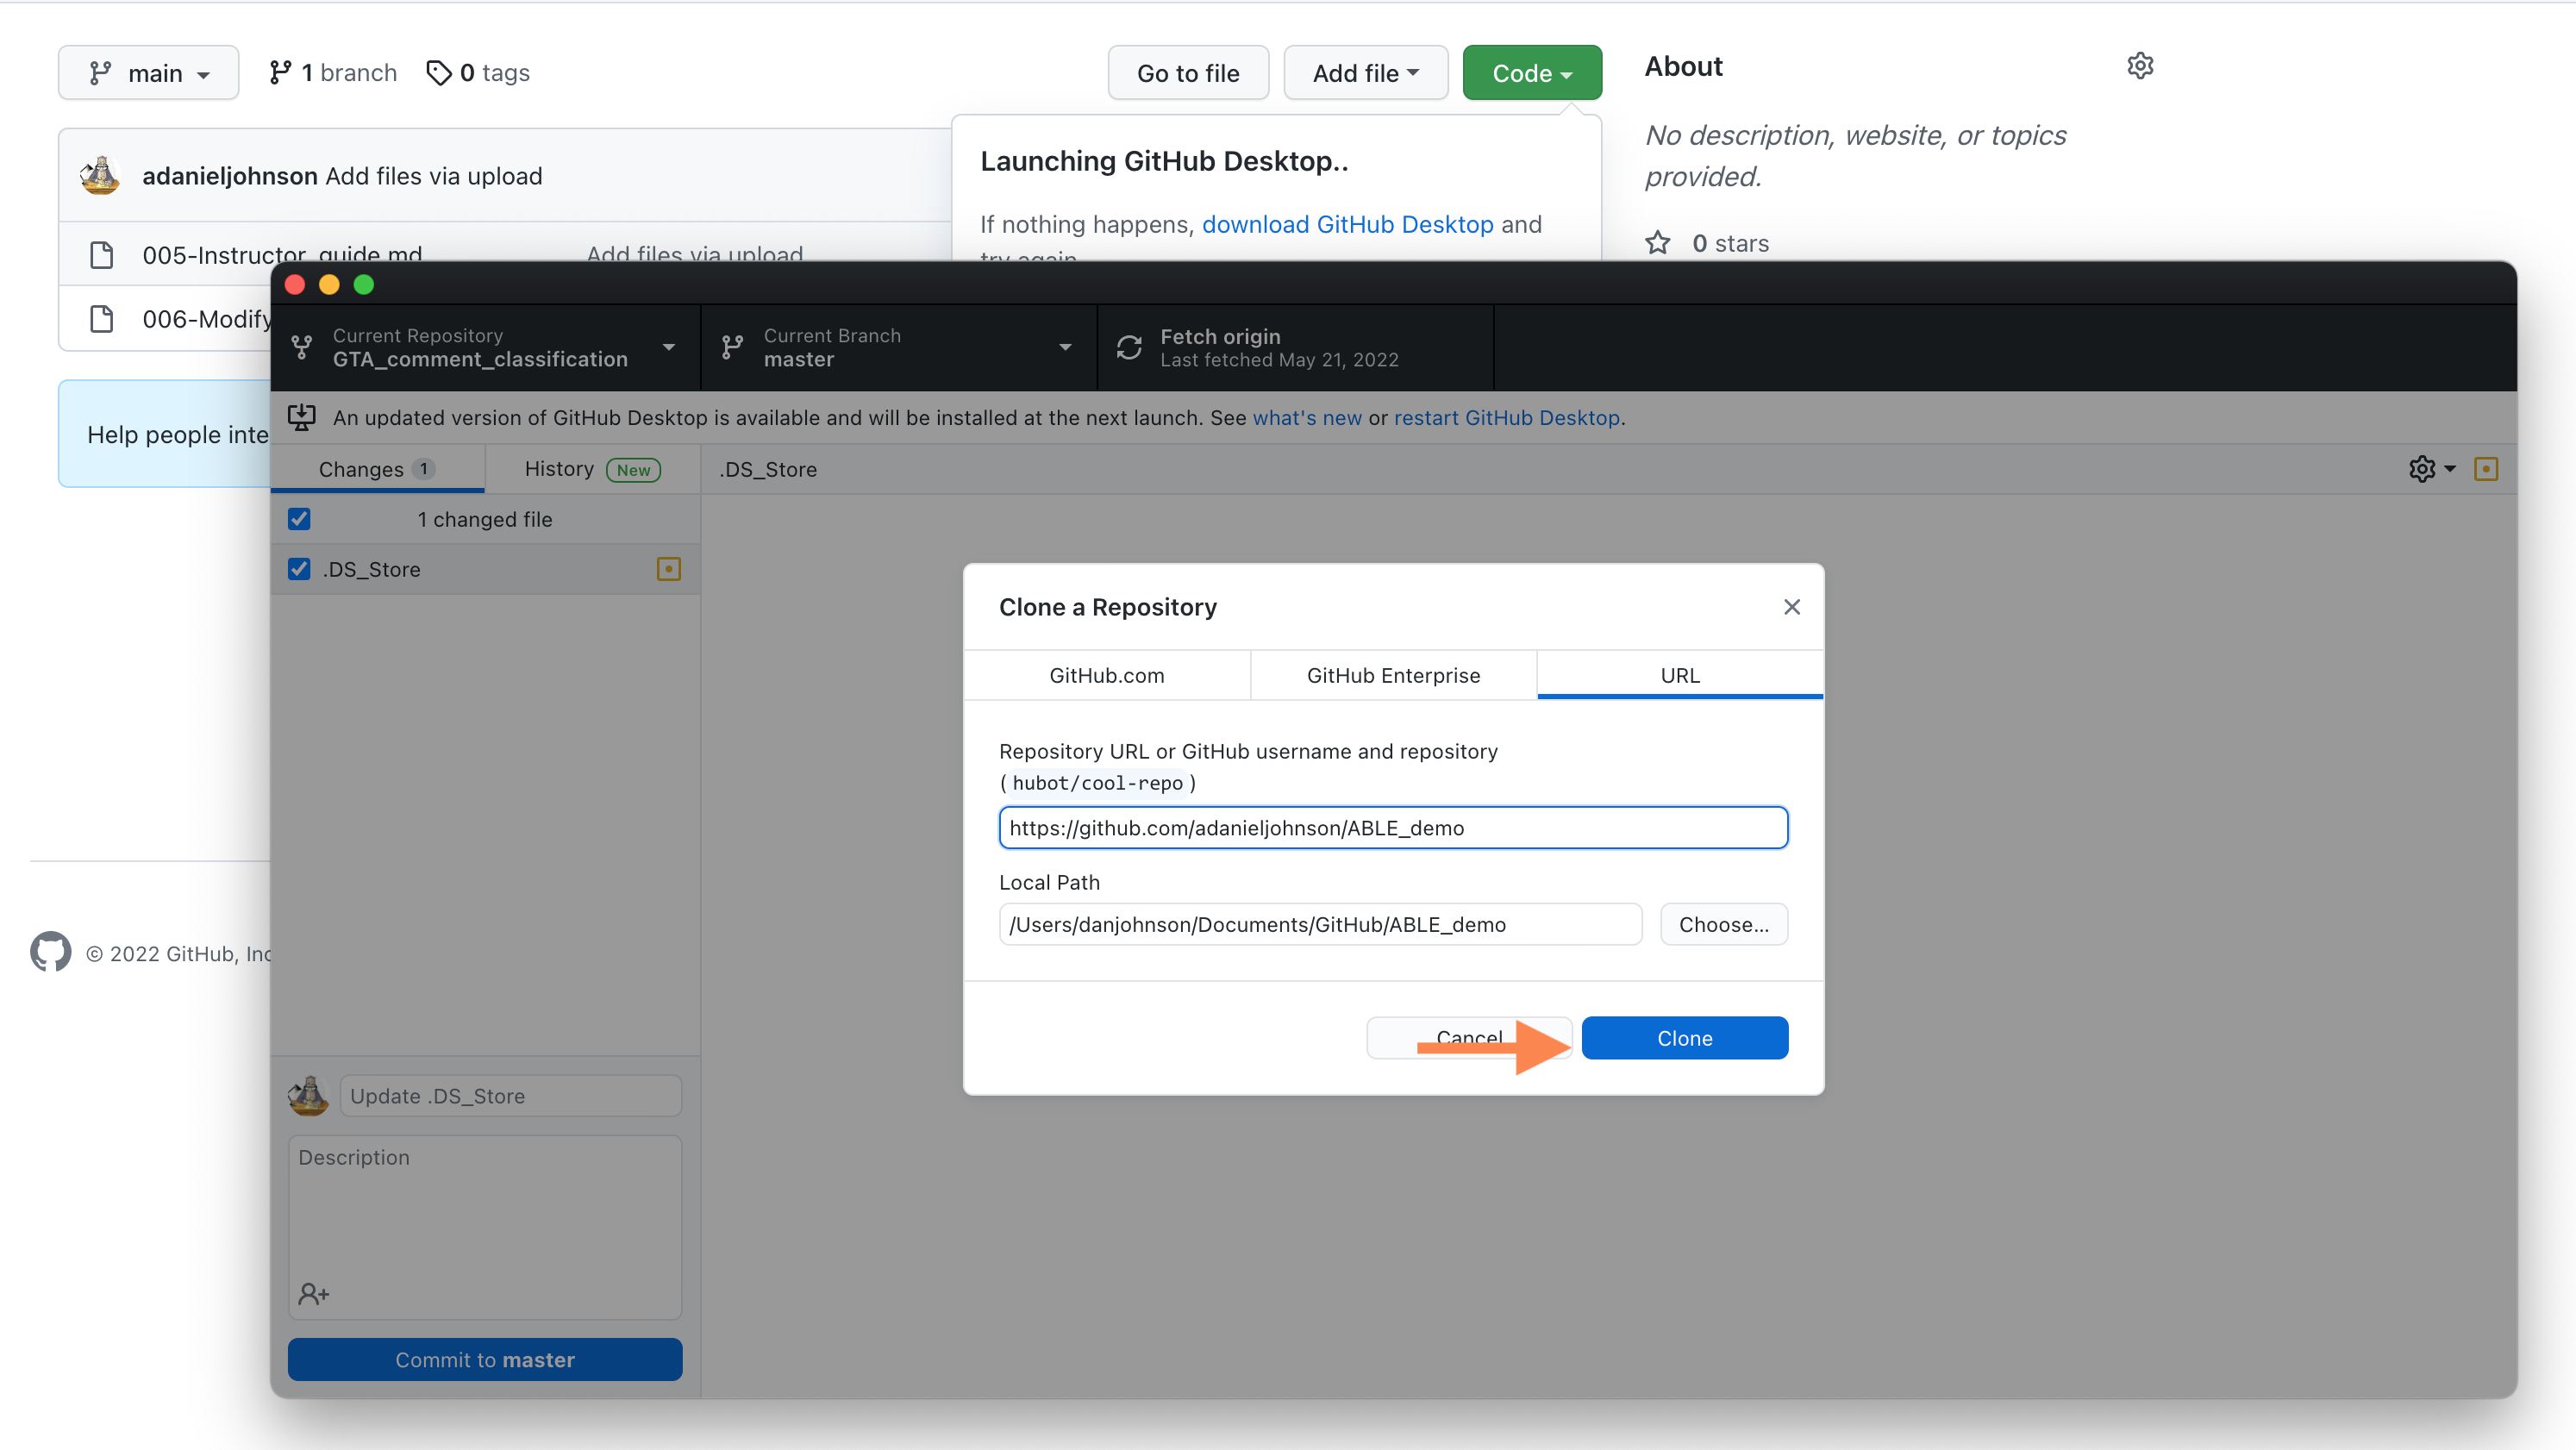 main
1 branch
0 tags
Go to file
Add file
Code
About
No description, website, or topics
provided.
0 stars
adanieljohnson Add files via upload
Launching GitHub Desktop..
If nothing happens, download GitHub Desktop and
try again
005-Instructor_guide.md
Add files via upload
006-Modify
Help people inte
© 2022 GitHub, Inc
Current Repository
GTA_comment_classification
Current Branch
master
Fetch origin
Last fetched May 21, 2022
An updated version of GitHub Desktop is available and will be installed at the next launch. See what's new or restart GitHub Desktop.
Changes 1
History New
.DS_Store
1 changed file
.DS_Store
Clone a Repository
GitHub.com
GitHub Enterprise
URL
Repository URL or GitHub username and repository
(hubot/cool-repo)
https://github.com/adanieljohnson/ABLE_demo
Local Path
/Users/danjohnson/Documents/GitHub/ABLE_demo
Choose...
Cancel
Clone
Update .DS_Store
Description
Commit to master